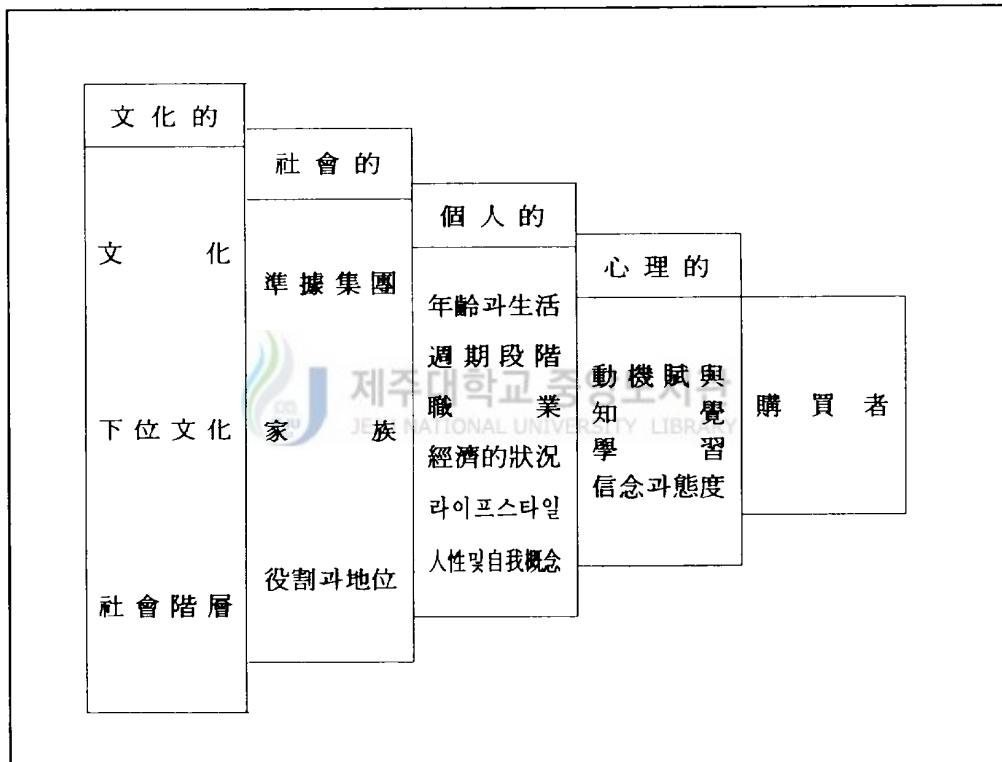 文化的
文化
下位文化
社會階層
社會的
準據集團
家族
役割과地位
個人的
年齡과生活
週期段階
職業
經濟的狀況
라이프스타일
人性및自我槪念
心理的
動機賦與
知覺
學習
信念과態度
購買者
제주대학교 중앙도서관
JEJU NATIONAL UNIVERSITY LIBRARY